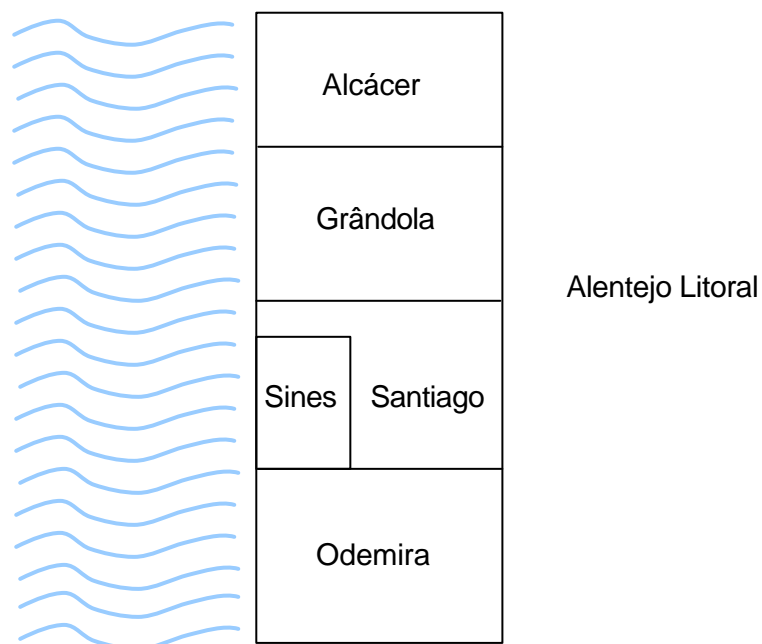 Alcácer
Grândola
Alentejo Litoral
Sines
Santiago
Odemira